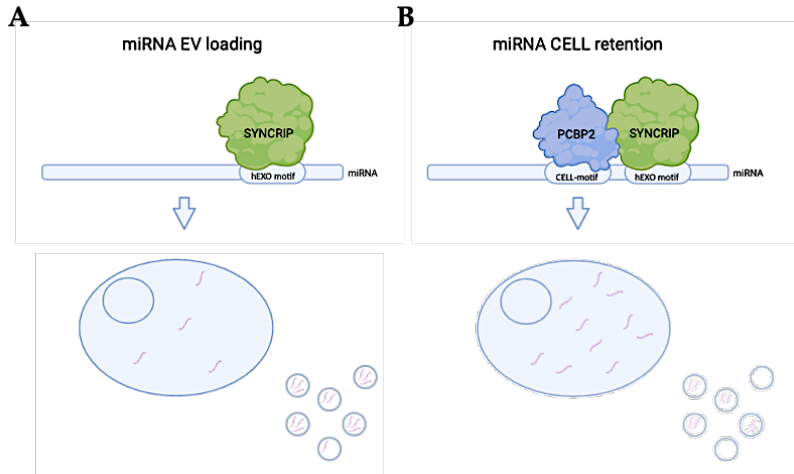 A
miRNA EV loading
SYNCRIP
hEXO motif
miRNA
B
miRNA CELL retention
PCBP2
SYNCRIP
CELL-motif
hEXO motif
miRNA